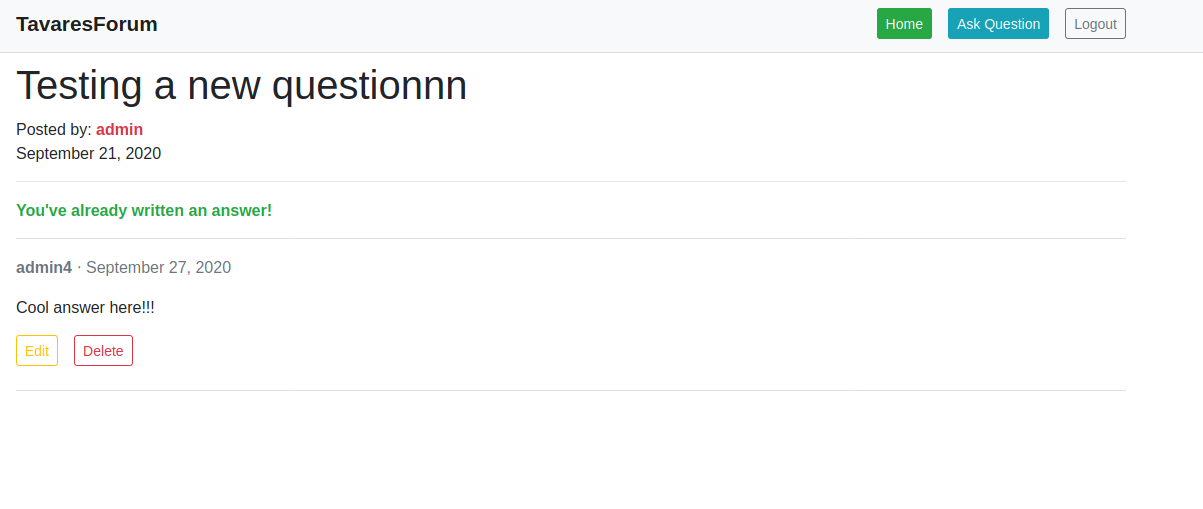 TavaresForum Home Ask Question Logout
Testing a new questionnn
Posted by: admin
September 21, 2020
You've already written an answer!
admin4 · September 27, 2020
Cool answer here!!!
Edit Delete